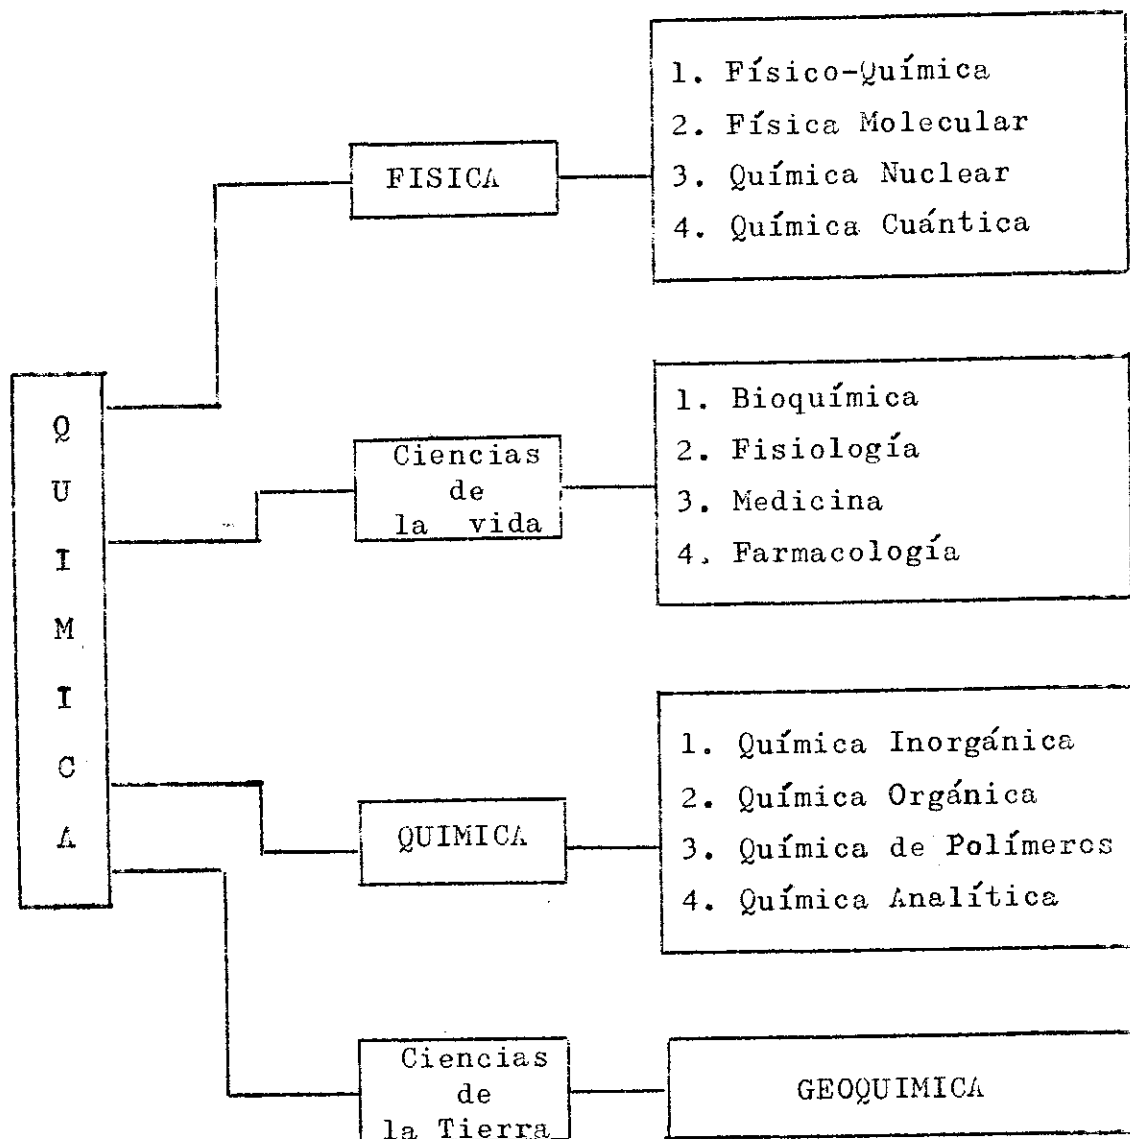 FISICA
1. Físico-Química
2. Física Molecular
3. Química Nuclear
4. Química Cuántica
Q
U
I
M
I
C
A
Ciencias
de
la vida
1. Bioquímica
2. Fisiología
3. Medicina
4. Farmacología
QUIMICA
1. Química Inorgánica
2. Química Orgánica
3. Química de Polímeros
4. Química Analítica
Ciencias
de
la Tierra
GEOQUIMICA